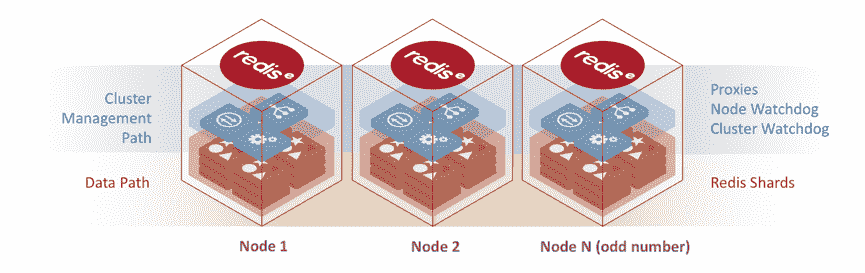 redis e
redis e
redis e
Cluster
Management
Path
Proxies
Node Watchdog
Cluster Watchdog
Data Path
Redis Shards
Node 1
Node 2
Node N (odd number)